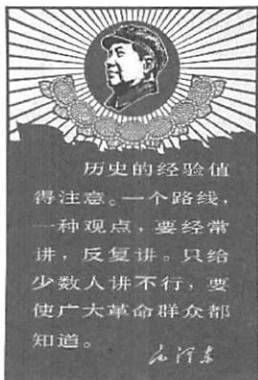 历史的经验值
得注意。一个路线，
一种观点，要经常
讲，反复讲。只给
少数人讲不行，要
使广大革命群众都
知道。
毛泽东